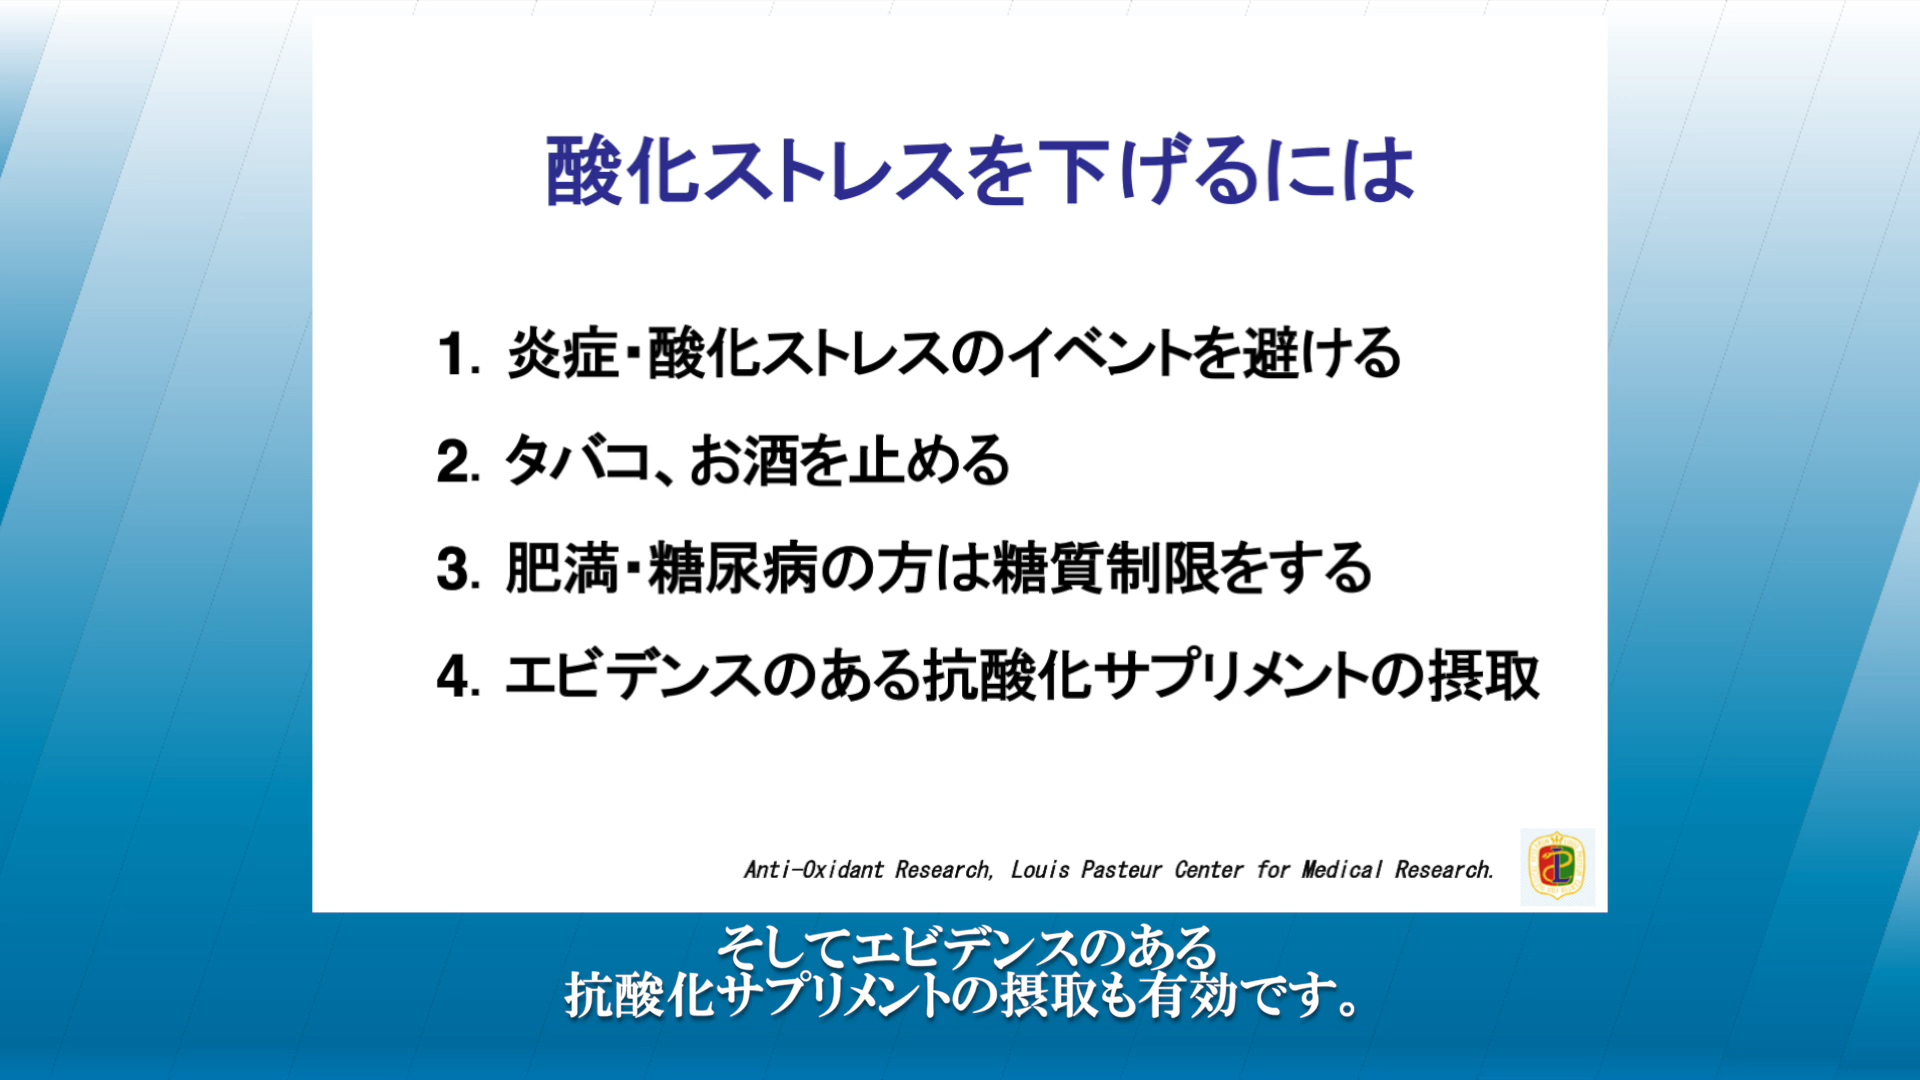 酸化ストレスを下げるには
1. 炎症・酸化ストレスのイベントを避ける
2. タバコ、お酒を止める
3. 肥満・糖尿病の方は糖質制限をする
4. エビデンスのある抗酸化サプリメントの摂取
Anti-Oxidant Research, Louis Pasteur Center for Medical Research.
そしてエビデンスのある
抗酸化サプリメントの摂取も有効です。